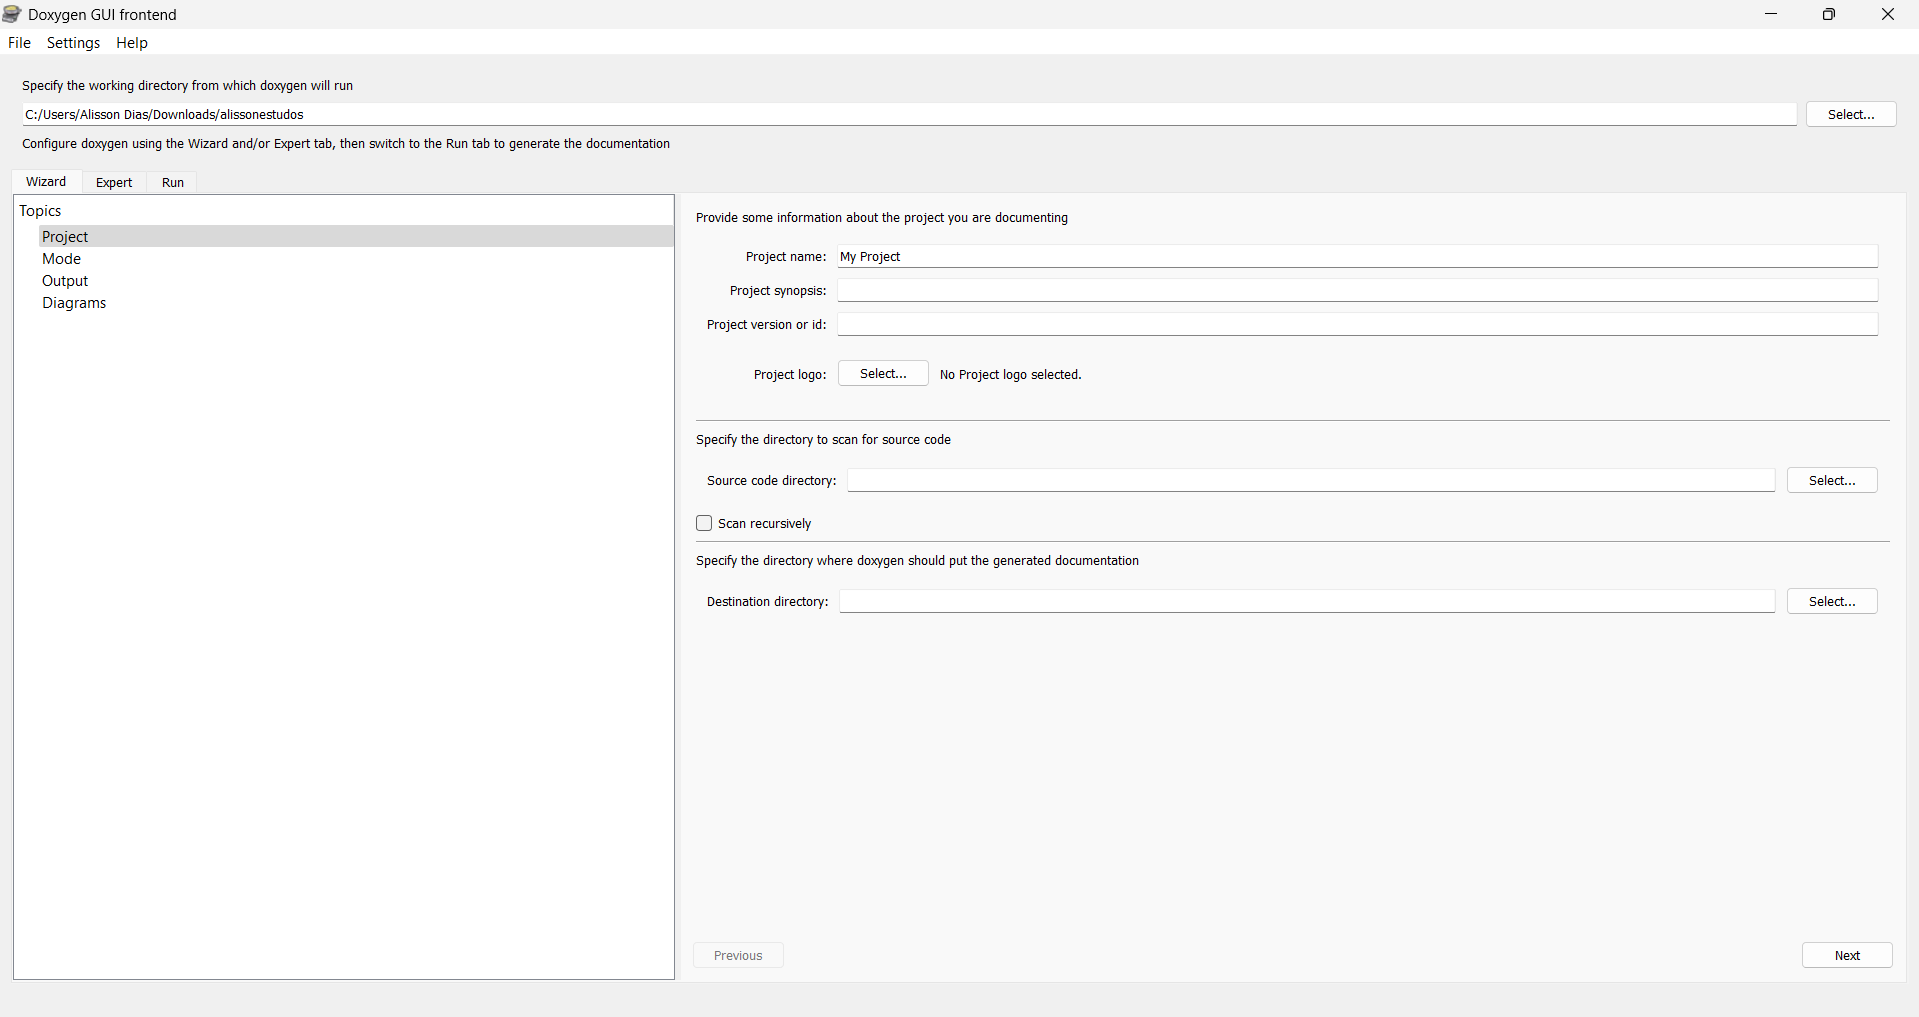 Doxygen GUI frontend
File Settings Help
Specify the working directory from which doxygen will run
C:/Users/Alisson Dias/Downloads/alissonestudos
Select...
Configure doxygen using the Wizard and/or Expert tab, then switch to the Run tab to generate the documentation
Wizard Expert Run
Topics
Project
Mode
Output
Diagrams
Provide some information about the project you are documenting
Project name: My Project
Project synopsis:
Project version or id:
Project logo: Select... No Project logo selected.
Specify the directory to scan for source code
Source code directory: Select...
Scan recursively
Specify the directory where doxygen should put the generated documentation
Destination directory: Select...
Previous Next